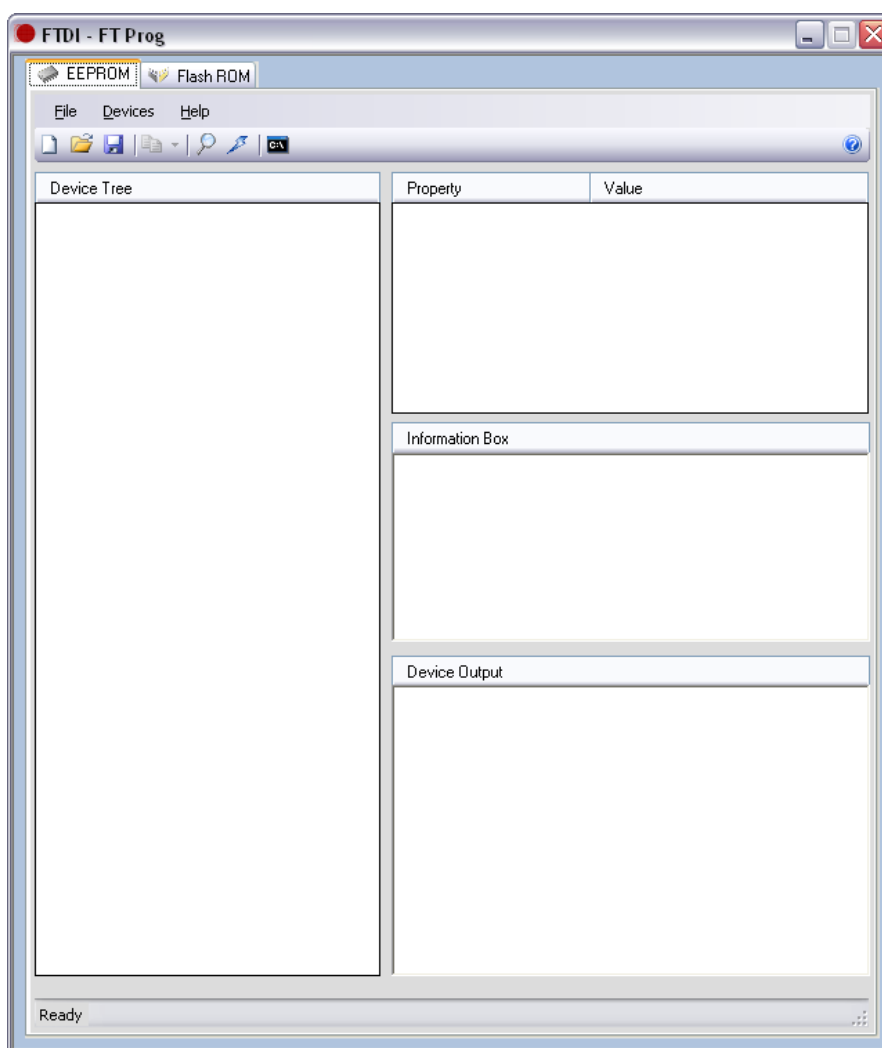 FTDI - FT Prog
EEPROM Flash ROM
File Devices Help
C:\
Device Tree
Property Value
Information Box
Device Output
Ready